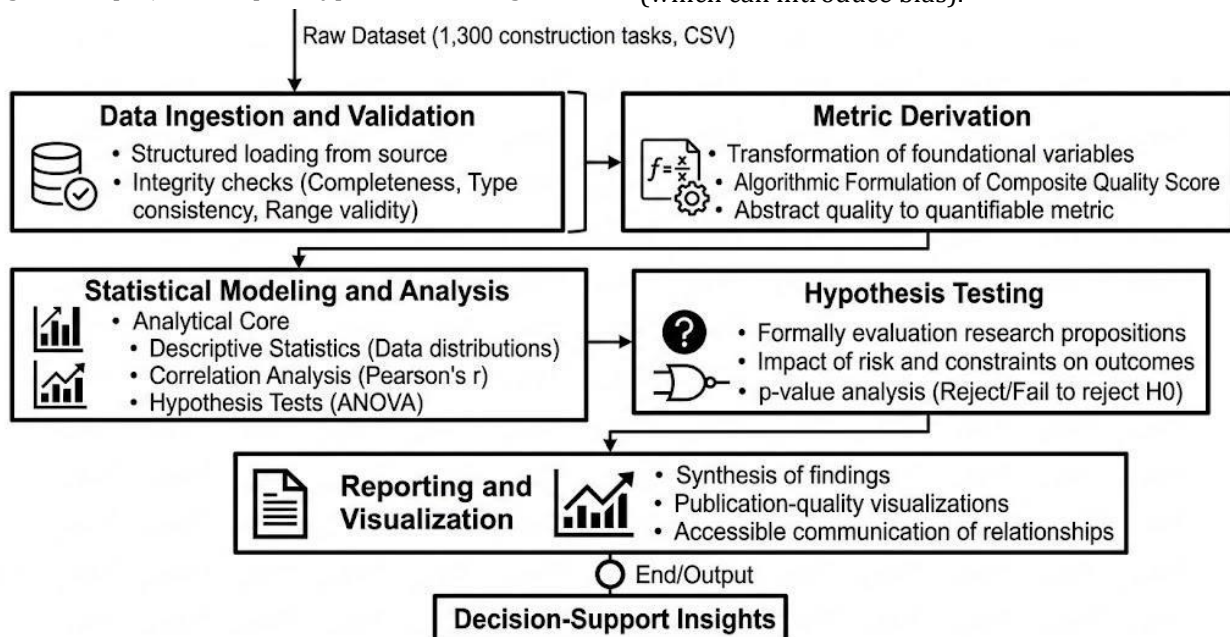 (which can introduce bias).
Raw Dataset (1,300 construction tasks, CSV)
Data Ingestion and Validation
• Structured loading from source
• Integrity checks (Completeness, Type
consistency, Range validity)
Metric Derivation
f=x/x
• Transformation of foundational variables
• Algorithmic Formulation of Composite Quality Score
• Abstract quality to quantifiable metric
Statistical Modeling and Analysis
• Analytical Core
• Descriptive Statistics (Data distributions)
• Correlation Analysis (Pearson's r)
• Hypothesis Tests (ANOVA)
Hypothesis Testing
?
• Formally evaluation research propositions
• Impact of risk and constraints on outcomes
• p-value analysis (Reject/Fail to reject H0)
Reporting and
Visualization
• Synthesis of findings
• Publication-quality visualizations
• Accessible communication of relationships
End/Output
Decision-Support Insights